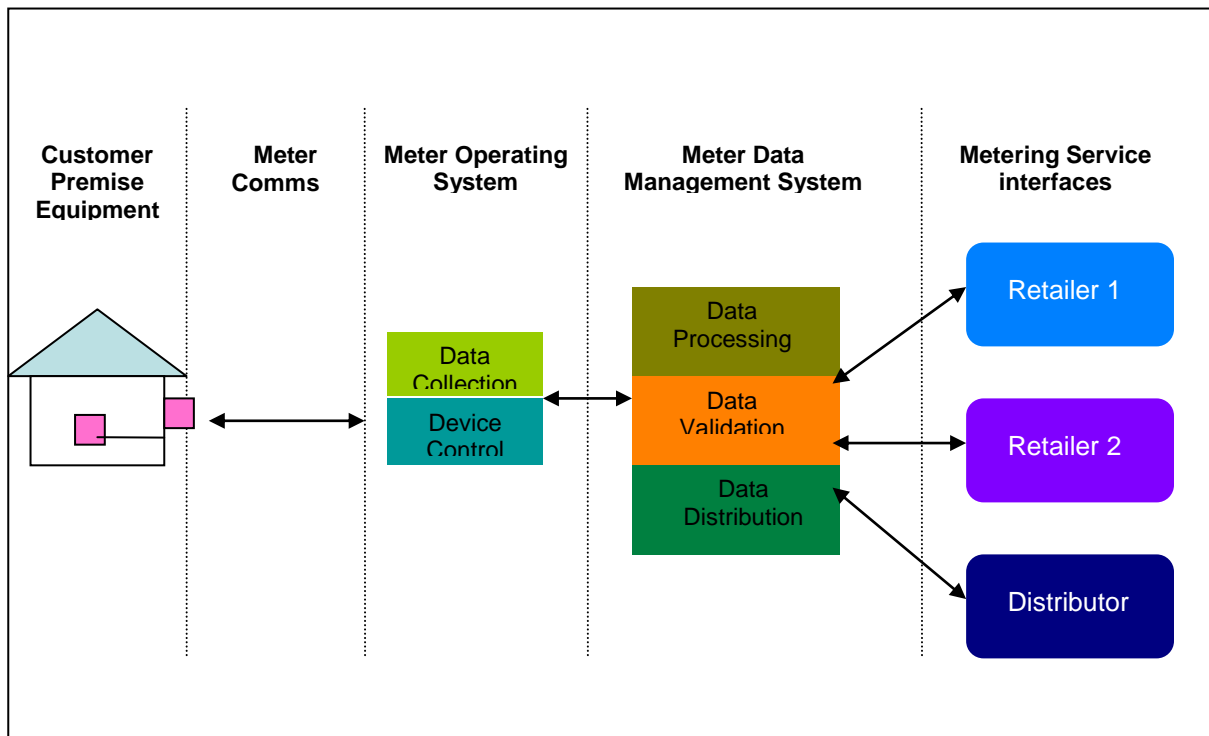 Customer
Premise
Equipment
Meter
Comms
Meter Operating
System
Meter Data
Management System
Metering Service
interfaces
Data
Collection
Device
Control
Data
Processing
Data
Validation
Data
Distribution
Retailer 1
Retailer 2
Distributor